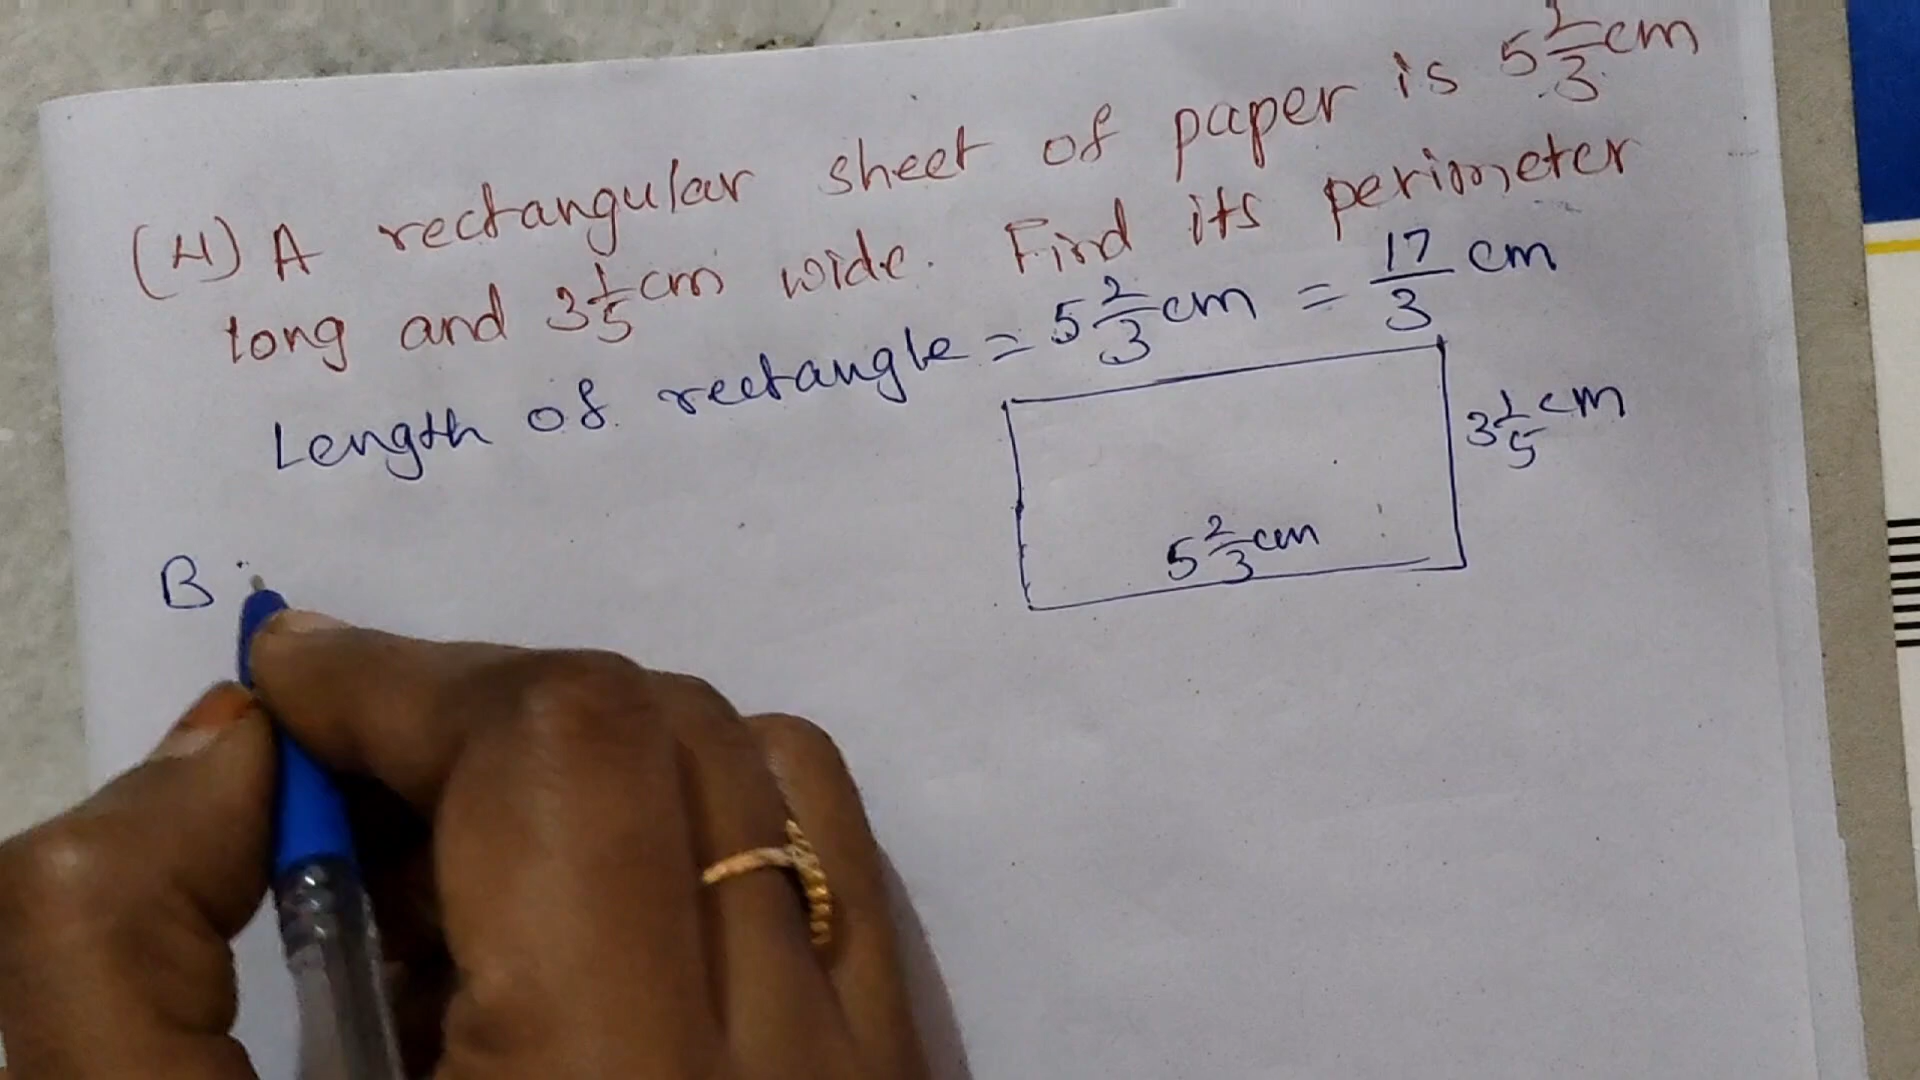 (4) A rectangular sheet of paper is 5 2/3 cm
long and 3 1/5 cm wide. Find its perimeter
Length of rectangle = 5 2/3 cm = 17/3 cm
3 1/5 cm
5 2/3 cm
B